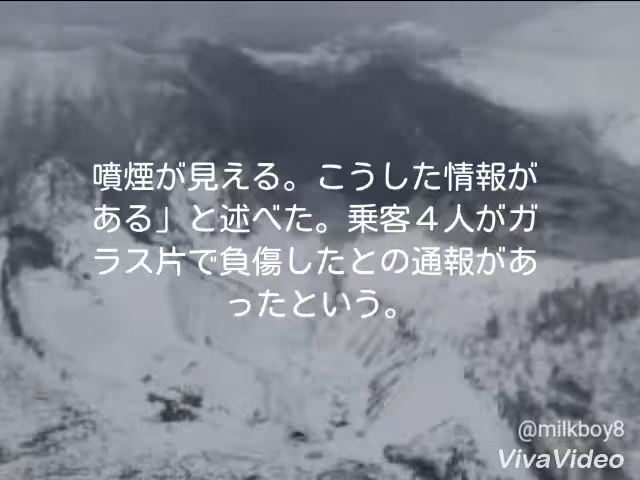 噴煙が見える。こうした情報が
ある」と述べた。乗客４人がガ
ラス片で負傷したとの通報があ
ったという。
@milkboy8
VivaVideo